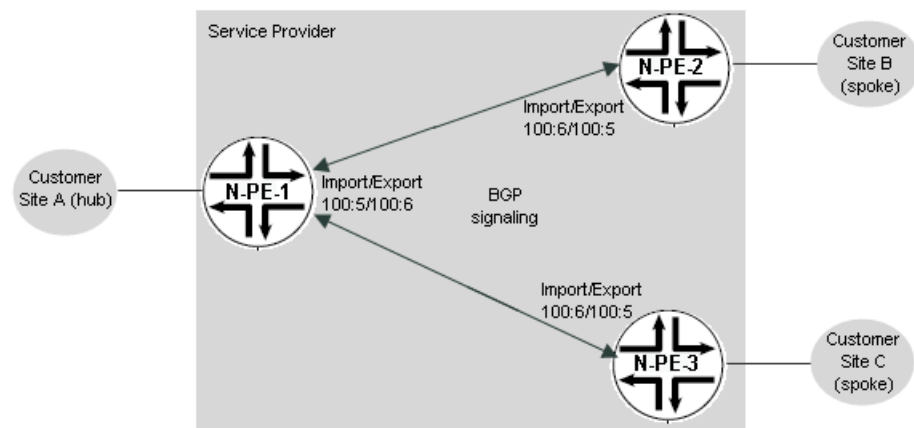 Service Provider
N-PE-2
Customer
Site B
(spoke)
Import/Export
100:6/100:5
Customer
Site A (hub)
N-PE-1
Import/Export
100:5/100:6
BGP
signaling
Import/Export
100:6/100:5
N-PE-3
Customer
Site C
(spoke)